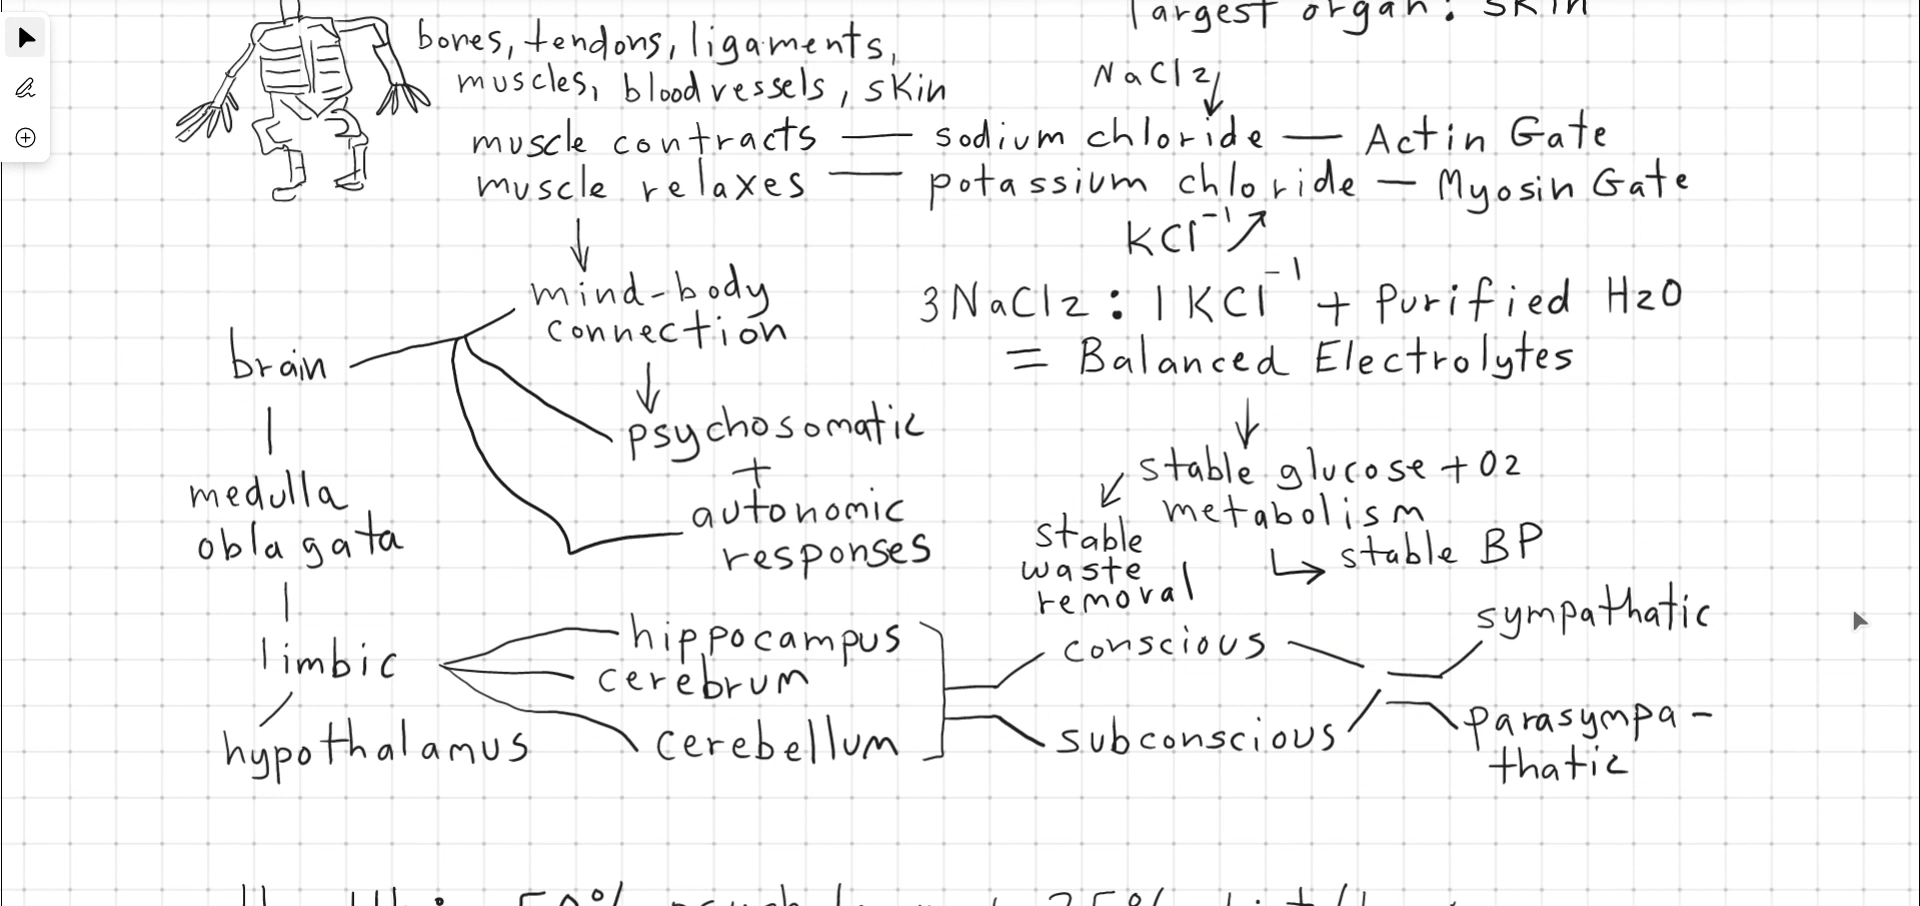 largest organ: skin
bones, tendons, ligaments,
muscles, blood vessels, skin
NaCl2
muscle contracts — sodium chloride — Actin Gate
muscle relaxes — potassium chloride — Myosin Gate
KCl⁻¹
mind-body
connection
3NaCl2 : 1KCl⁻¹ + Purified H2O
= Balanced Electrolytes
brain
psychosomatic
+
autonomic
responses
stable glucose + O2
metabolism
stable
waste
removal
stable BP
medulla
oblagata
limbic
hypothalamus
hippocampus
cerebrum
cerebellum
conscious
subconscious
sympathatic
parasympa-
thatic